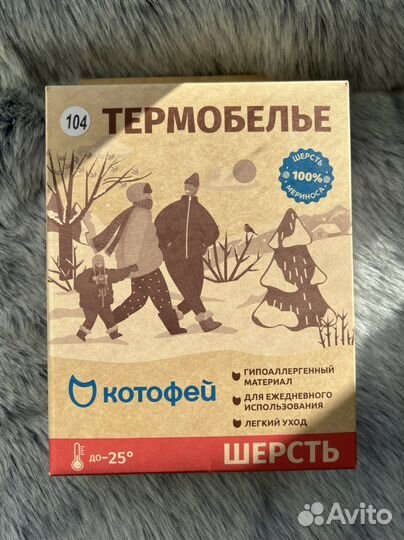 104
ТЕРМОБЕЛЬЕ
ШЕРСТЬ
100%
МЕРИНОСА
котофей
ГИПОАЛЛЕРГЕННЫЙ
МАТЕРИАЛ
ДЛЯ ЕЖЕДНЕВНОГО
ИСПОЛЬЗОВАНИЯ
ЛЕГКИЙ УХОД
ДО -25°
ШЕРСТЬ
Avito